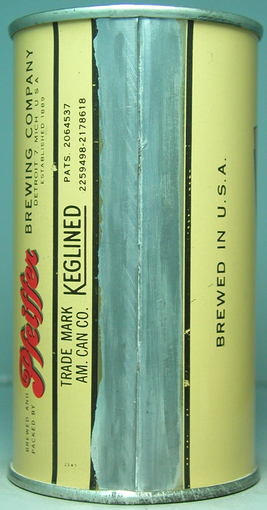 BREWED AND
PACKED BY
Pfeiffer
BREWING COMPANY
DETROIT 7, MICH. U.S.A.
ESTABLISHED 1889
TRADE MARK
AM. CAN CO.
KEGLINED
PATS. 2064537
2259498-2178618
BREWED IN U.S.A.